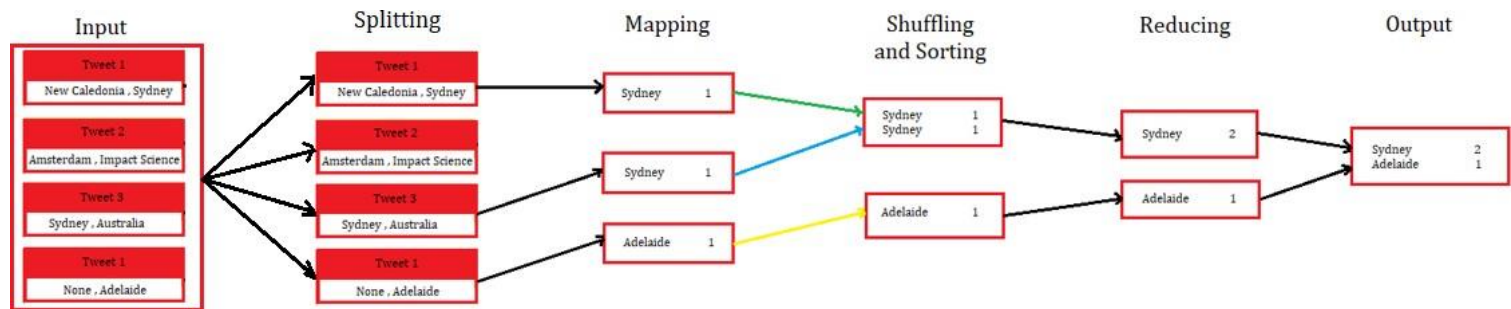 Input
Tweet 1
New Caledonia , Sydney
Tweet 2
Amsterdam , Impact Science
Tweet 3
Sydney , Australia
Tweet 1
None , Adelaide
Splitting
Tweet 1
New Caledonia , Sydney
Tweet 2
Amsterdam , Impact Science
Tweet 3
Sydney , Australia
Tweet 1
None , Adelaide
Mapping
Sydney 1
Sydney 1
Adelaide 1
Shuffling
and Sorting
Sydney 1
Sydney 1
Adelaide 1
Reducing
Sydney 2
Adelaide 1
Output
Sydney 2
Adelaide 1